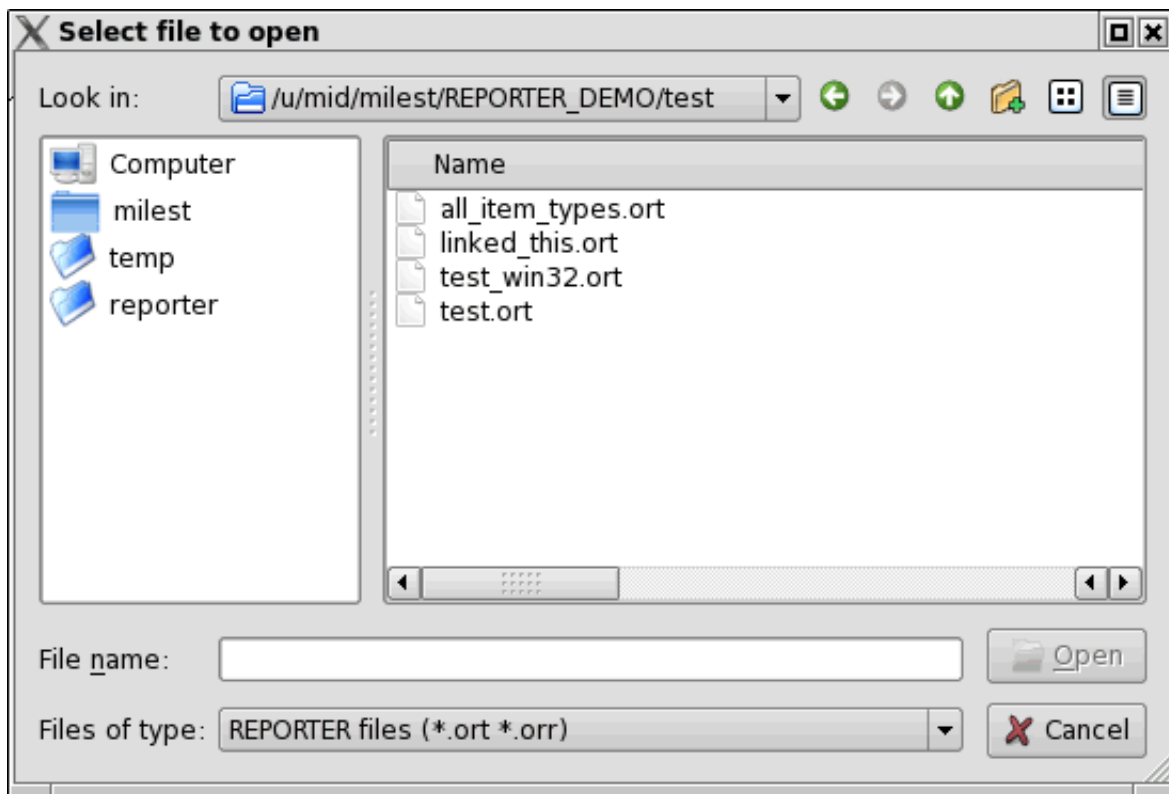 Select file to open
Look in: /u/mid/milest/REPORTER_DEMO/test
Computer
milest
temp
reporter
Name
all_item_types.ort
linked_this.ort
test_win32.ort
test.ort
File name:
Open
Files of type: REPORTER files (*.ort *.orr)
Cancel